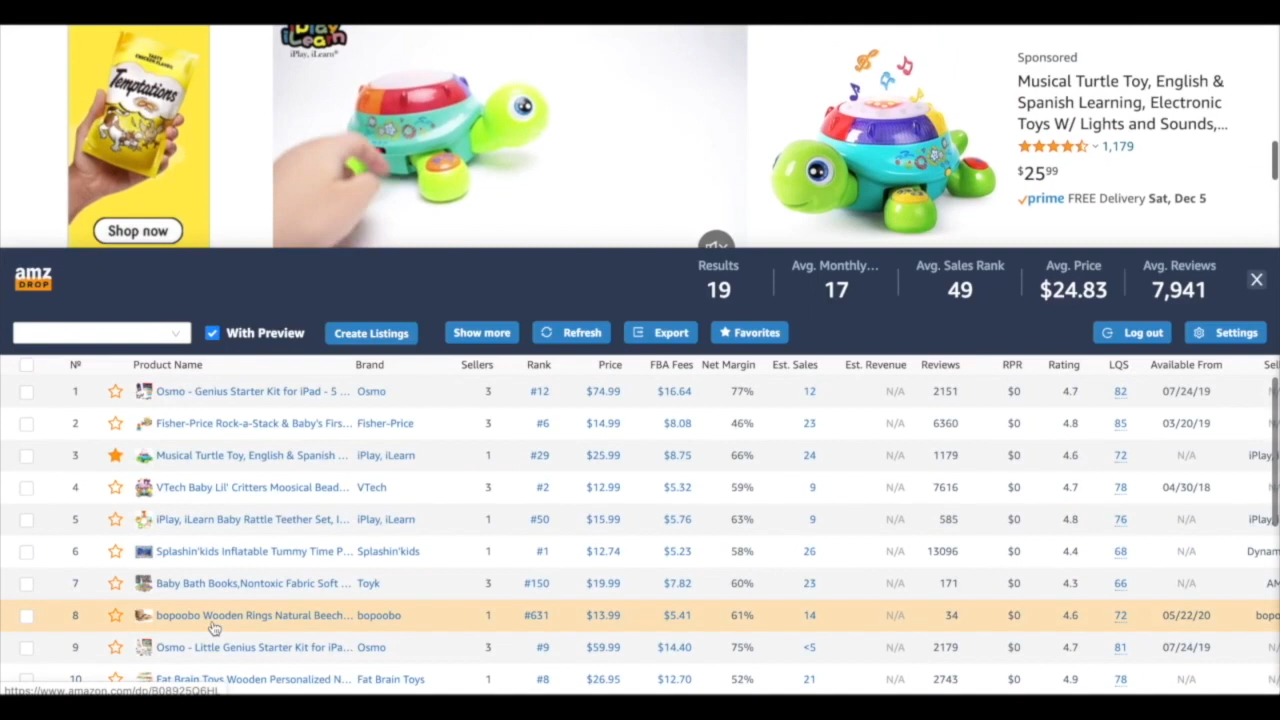 TASTY CHICKEN FLAVOR
Temptations
Shop now
iPlay
iLearn
iPlay, iLearn®
Sponsored
Musical Turtle Toy, English &
Spanish Learning, Electronic
Toys W/ Lights and Sounds,...
1,179
$25 99
prime FREE Delivery Sat, Dec 5
amz
DROP
Results Avg. Monthly... Avg. Sales Rank Avg. Price Avg. Reviews
19 17 49 $24.83 7,941
With Preview Create Listings Show more Refresh Export Favorites Log out Settings
Nº Product Name Brand Sellers Rank Price FBA Fees Net Margin Est. Sales Est. Revenue Reviews RPR Rating LQS Available From Sel
1 Osmo - Genius Starter Kit for iPad - 5 ... Osmo 3 #12 $74.99 $16.64 77% 12 N/A 2151 $0 4.7 82 07/24/19
2 Fisher-Price Rock-a-Stack & Baby's Firs... Fisher-Price 3 #6 $14.99 $8.08 46% 23 N/A 6360 $0 4.8 85 03/20/19
3 Musical Turtle Toy, English & Spanish ... iPlay, iLearn 1 #29 $25.99 $8.75 66% 24 N/A 1179 $0 4.6 72 N/A iPlay, i
4 VTech Baby Lil' Critters Moosical Bead... VTech 3 #2 $12.99 $5.32 59% 9 N/A 7616 $0 4.7 78 04/30/18
5 iPlay, iLearn Baby Rattle Teether Set, I... iPlay, iLearn 1 #50 $15.99 $5.76 63% 9 N/A 585 $0 4.8 76 N/A iPlay,
6 Splashin'kids Inflatable Tummy Time P... Splashin'kids 1 #1 $12.74 $5.23 58% 26 N/A 13096 $0 4.4 68 N/A Dynam
7 Baby Bath Books,Nontoxic Fabric Soft ... Toyk 3 #150 $19.99 $7.82 60% 23 N/A 171 $0 4.3 66 N/A AM
8 bopoobo Wooden Rings Natural Beech... bopoobo 1 #631 $13.99 $5.41 61% 14 N/A 34 $0 4.6 72 05/22/20 bopo
9 Osmo - Little Genius Starter Kit for iPa... Osmo 3 #9 $59.99 $14.40 75% <5 N/A 2179 $0 4.7 81 07/24/19
10 Fat Brain Toys Wooden Personalized N... Fat Brain Toys 1 #8 $26.95 $12.70 52% 21 N/A 2743 $0 4.9 78 N/A
https://www.amazon.com/dp/B08925Q6HL